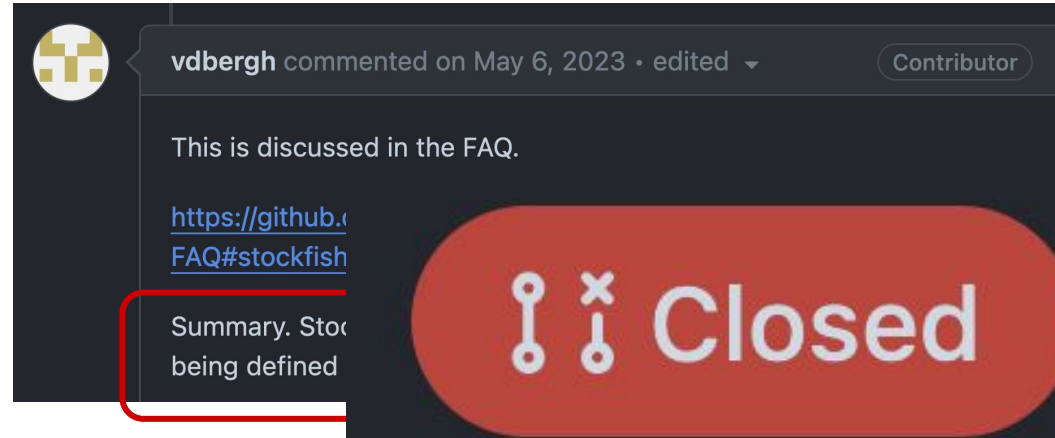 vdbergh commented on May 6, 2023 • edited
Contributor
This is discussed in the FAQ.
https://github.
FAQ#stockfish
Summary.
being defined
Closed